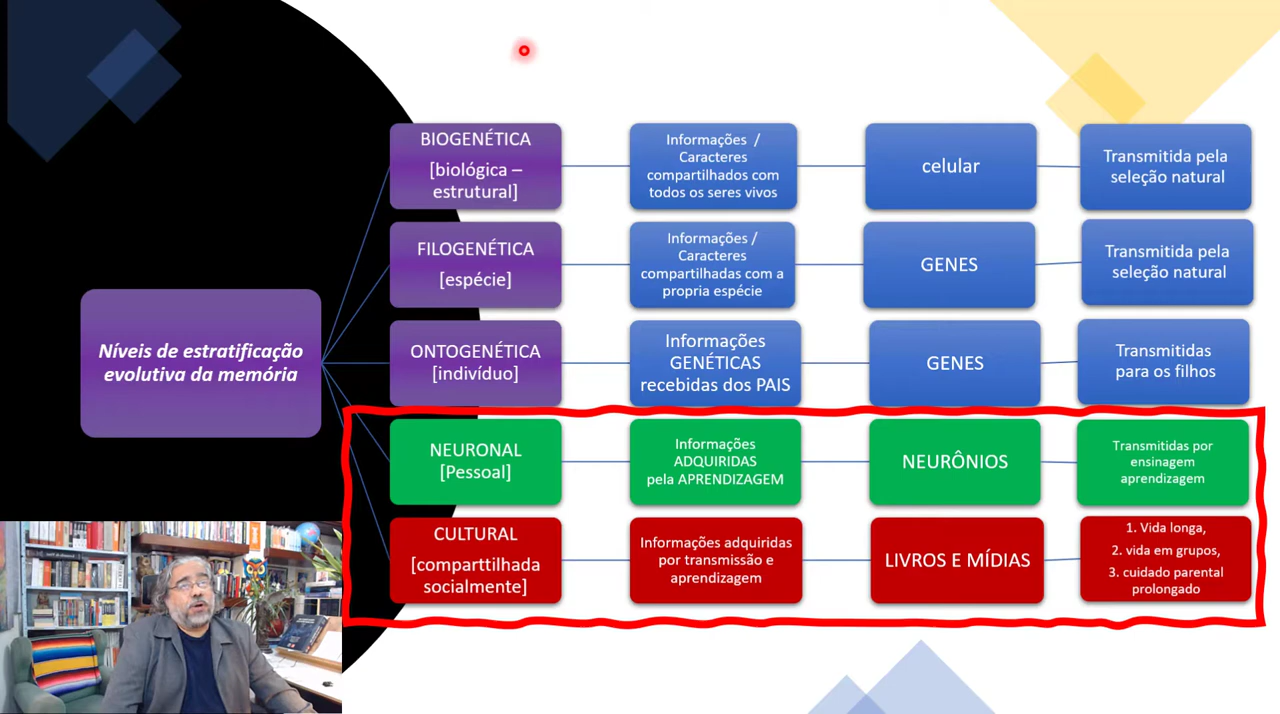 Níveis de estratificação
evolutiva da memória
BIOGENÉTICA
[biológica –
estrutural]
Informações /
Caracteres
compartilhados com
todos os seres vivos
celular
Transmitida pela
seleção natural
FILOGENÉTICA
[espécie]
Informações /
Caracteres
compartilhadas com a
propria espécie
GENES
Transmitida pela
seleção natural
ONTOGENÉTICA
[indivíduo]
Informações
GENÉTICAS
recebidas dos PAIS
GENES
Transmitidas
para os filhos
NEURONAL
[Pessoal]
Informações
ADQUIRIDAS
pela APRENDIZAGEM
NEURÔNIOS
Transmitidas por
ensinagem
aprendizagem
CULTURAL
[comparttilhada
socialmente]
Informações adquiridas
por transmissão e
aprendizagem
LIVROS E MÍDIAS
1. Vida longa,
2. vida em grupos,
3. cuidado parental
prolongado